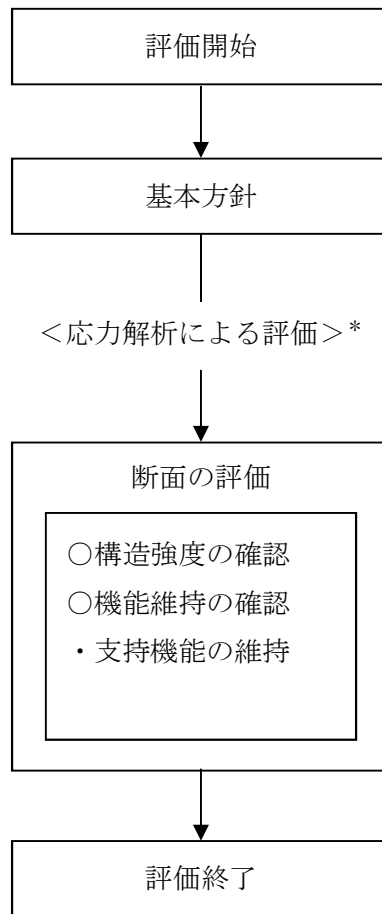 評価開始
基本方針
＜応力解析による評価＞*
断面の評価
○構造強度の確認
○機能維持の確認
・支持機能の維持
評価終了